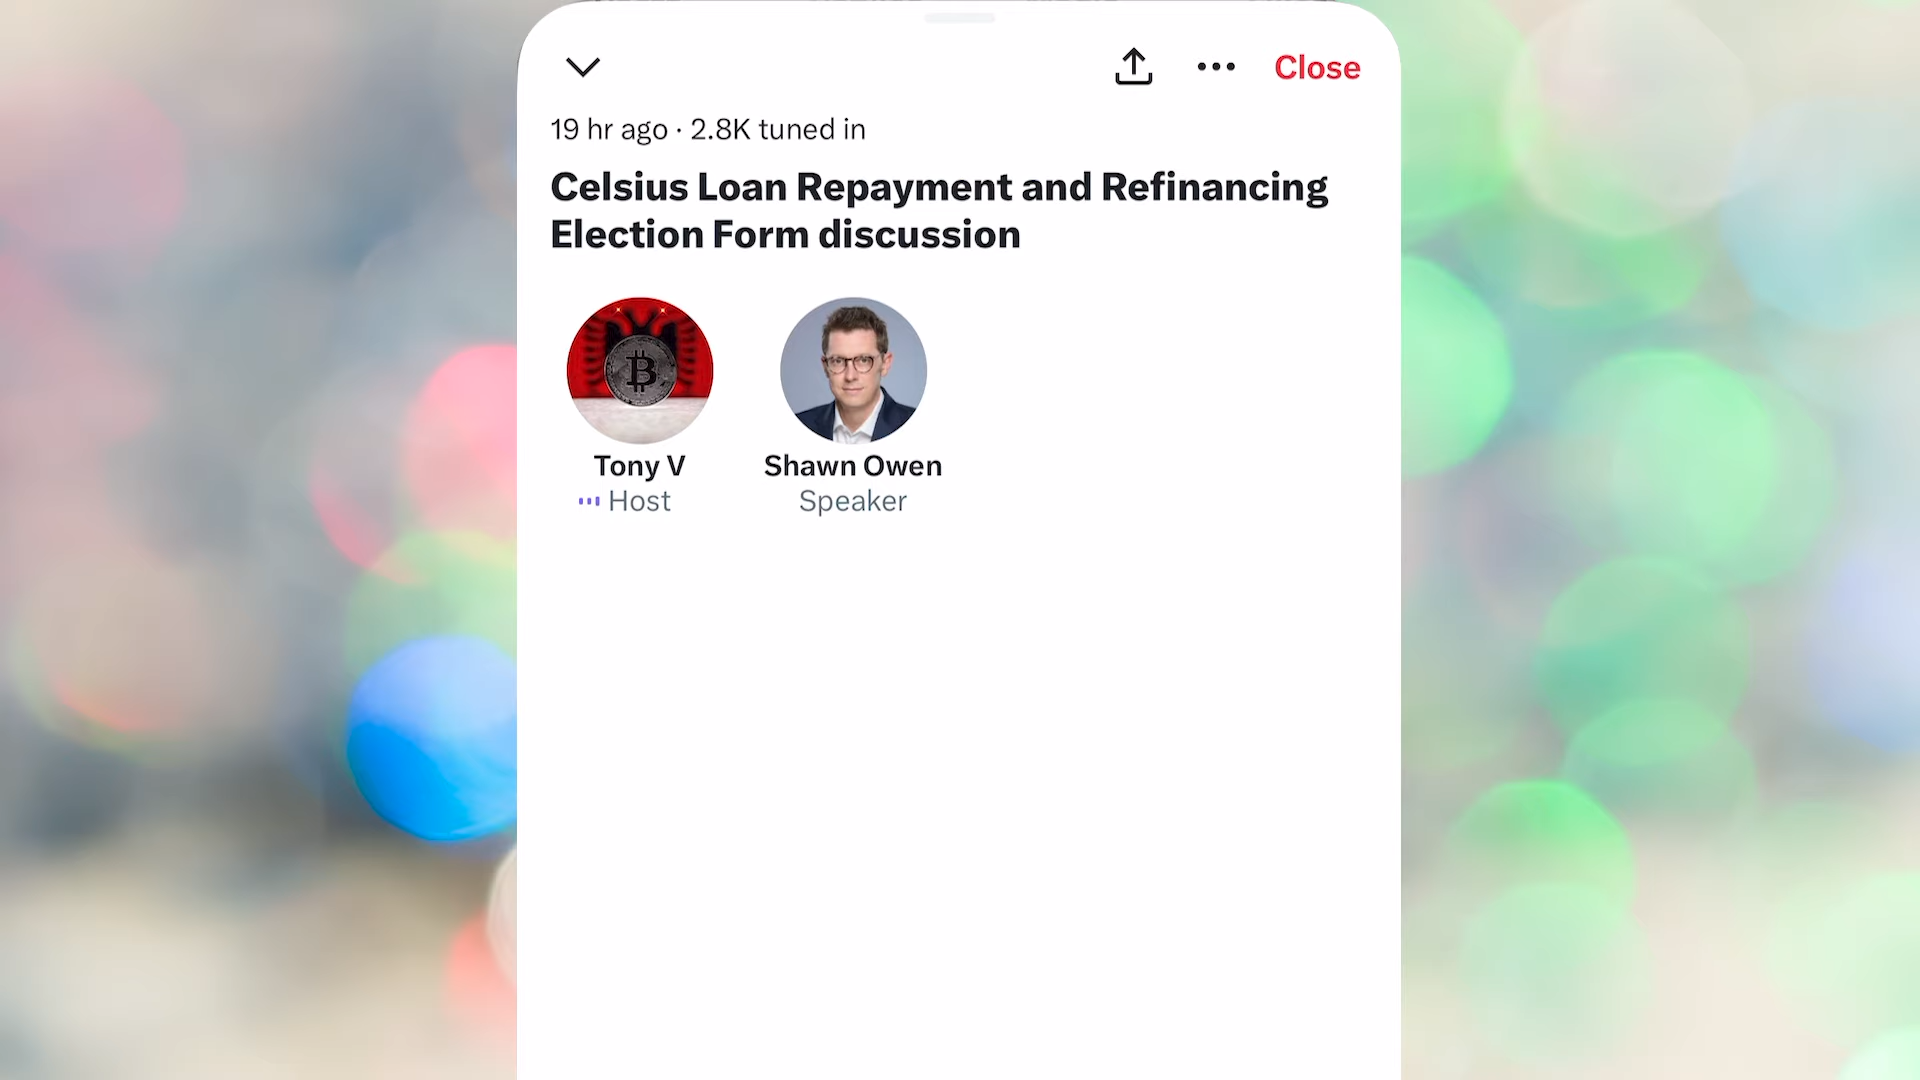 Close
19 hr ago · 2.8K tuned in
Celsius Loan Repayment and Refinancing
Election Form discussion
Tony V
Host
Shawn Owen
Speaker